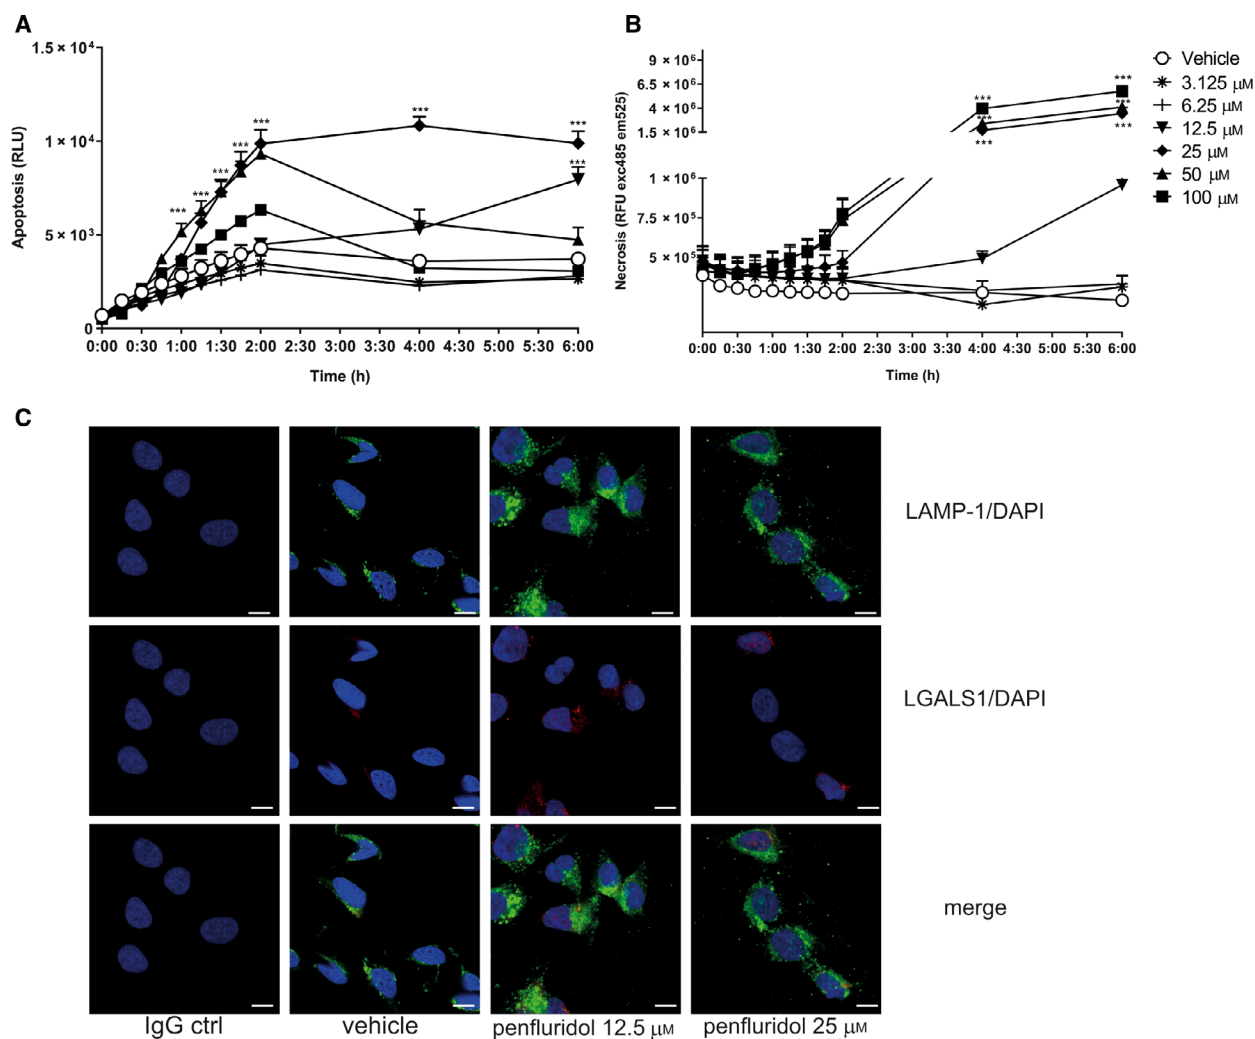 A
Apoptosis (RLU)
1.5 × 10⁴
1 × 10⁴
5 × 10³
0
***
***
***
***
***
***
***
***
0:00 0:30 1:00 1:30 2:00 2:30 3:00 3:30 4:00 4:30 5:00 5:30 6:00
Time (h)
B
Necrosis (RFU exc485 em525)
9 × 10⁶
6.5 × 10⁶
4 × 10⁶
1.5 × 10⁶
1 × 10⁶
7.5 × 10⁵
5 × 10⁵
***
***
***
***
***
***
0:00 0:30 1:00 1:30 2:00 2:30 3:00 3:30 4:00 4:30 5:00 5:30 6:00
Time (h)
Vehicle
3.125 μM
6.25 μM
12.5 μM
25 μM
50 μM
100 μM
C
LAMP-1/DAPI
LGALS1/DAPI
merge
IgG ctrl
vehicle
penfluridol 12.5 μM
penfluridol 25 μM